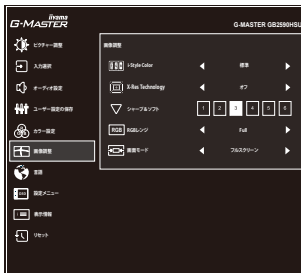 iiyama
G-MASTER
G-MASTER GB2590HSU
ピクチャー調整
入力選択
オーディオ設定
ユーザー設定の保存
カラー設定
画像調整
言語
設定メニュー
表示情報
リセット
画像調整
i-Style Color
標準
X-Res Technology
オフ
シャープ&ソフト
1 2 3 4 5 6
RGB RGBレンジ
Full
画面モード
フルスクリーン